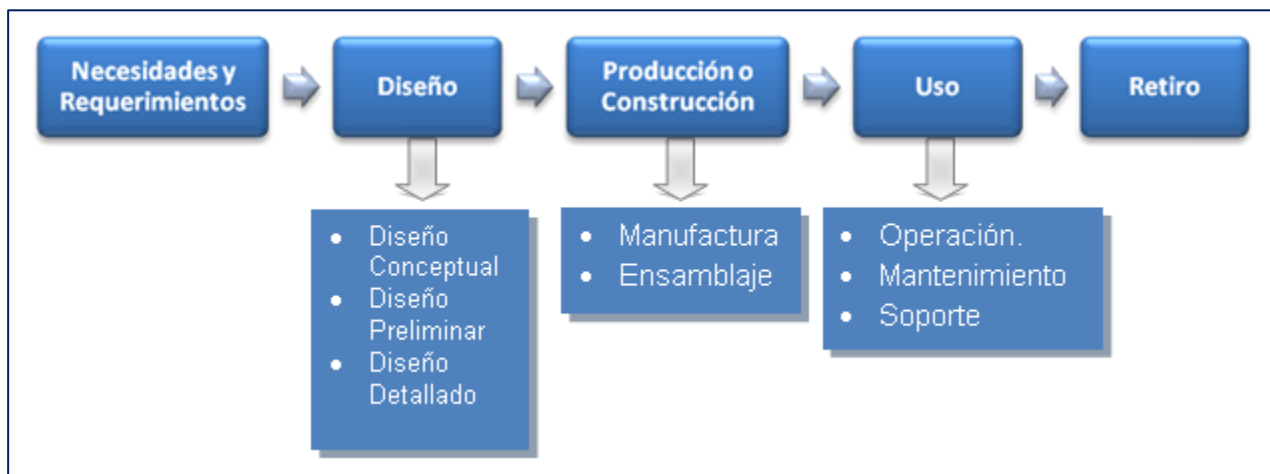 Necesidades y
Requerimientos
Diseño
Producción o
Construcción
Uso
Retiro
• Diseño
Conceptual
• Diseño
Preliminar
• Diseño
Detallado
• Manufactura
• Ensamblaje
• Operación.
• Mantenimiento
• Soporte